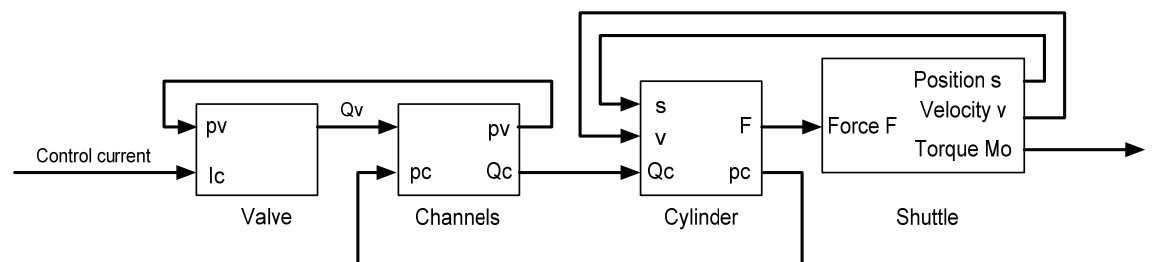 Control current
pv
Ic
Valve
Qv
pv
pc
Qc
Channels
s
v
Qc
F
pc
Cylinder
Force F
Position s
Velocity v
Torque Mo
Shuttle